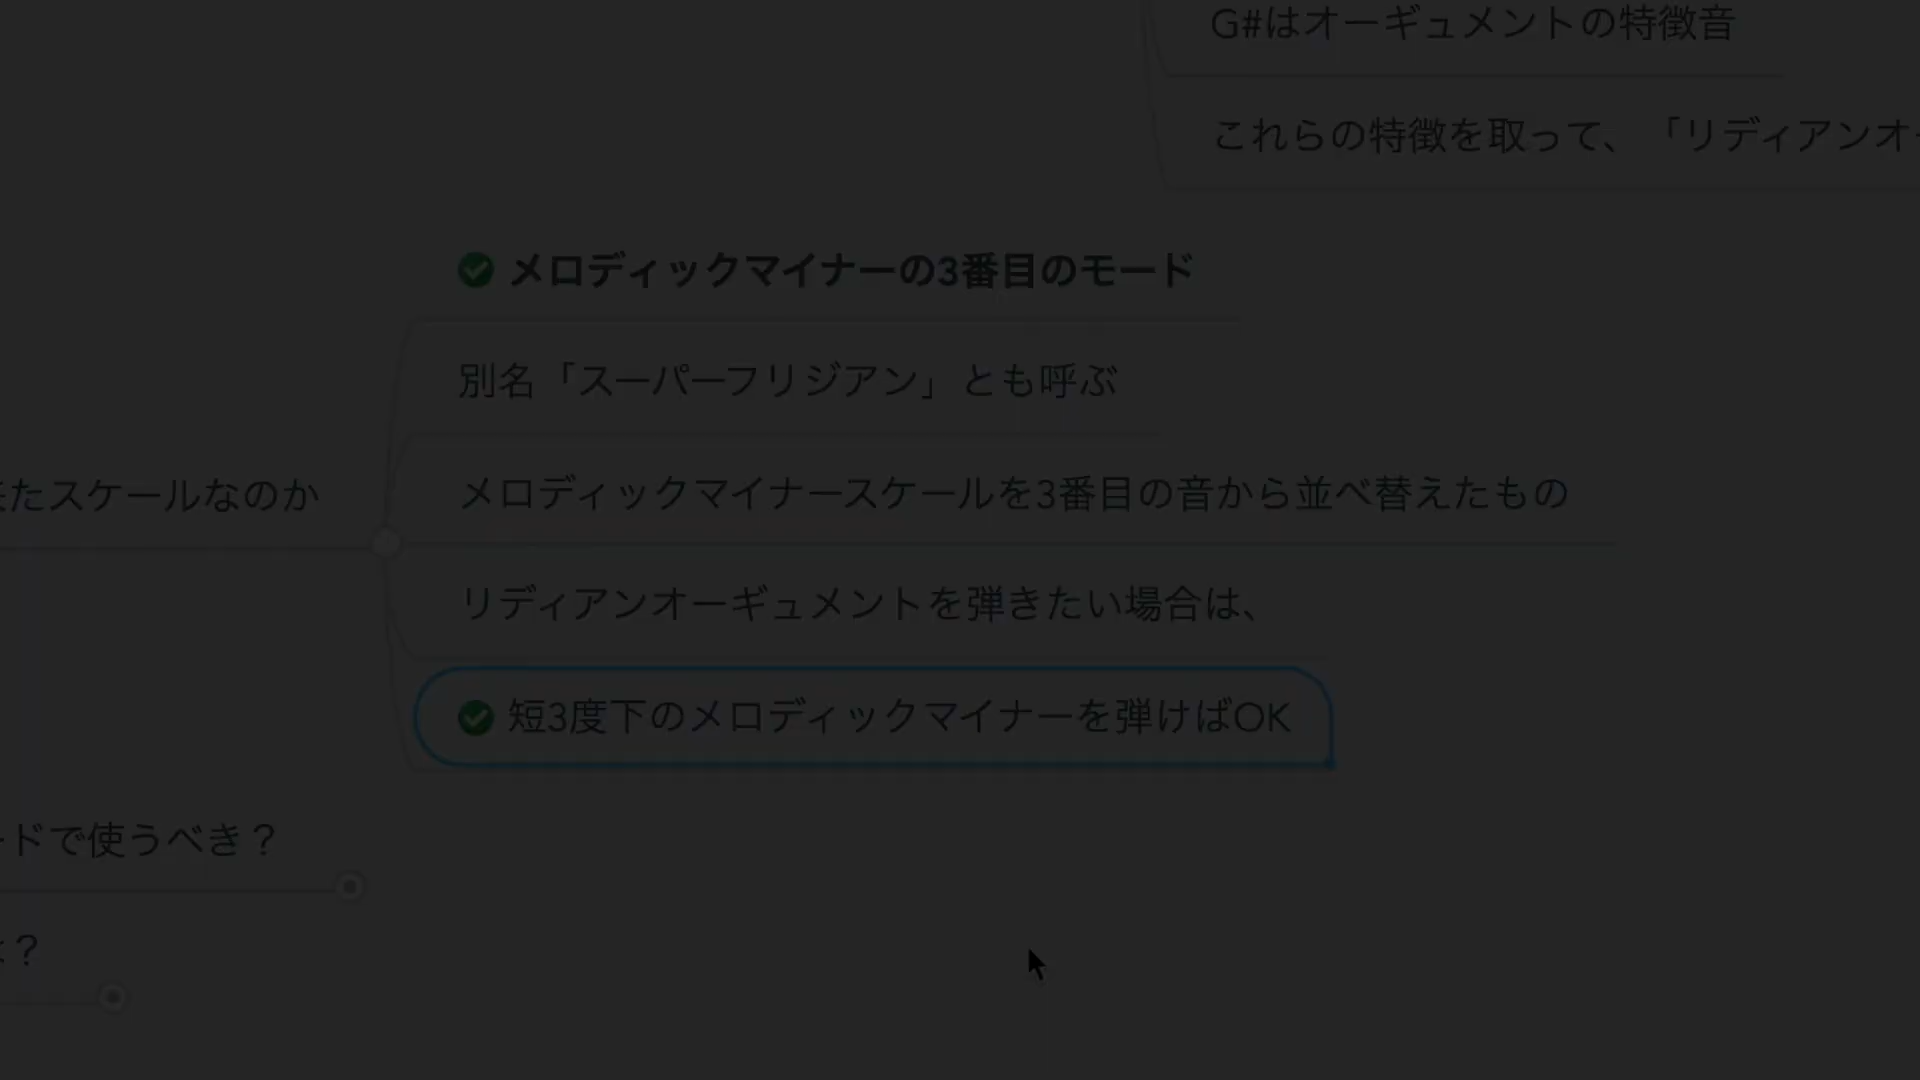 G#はオーギュメントの特徴音
これらの特徴を取って、「リディアンオー
メロディックマイナーの3番目のモード
別名「スーパーフリジアン」とも呼ぶ
来たスケールなのか
メロディックマイナースケールを3番目の音から並べ替えたもの
リディアンオーギュメントを弾きたい場合は、
短3度下のメロディックマイナーを弾けばOK
ードで使うべき？
は？